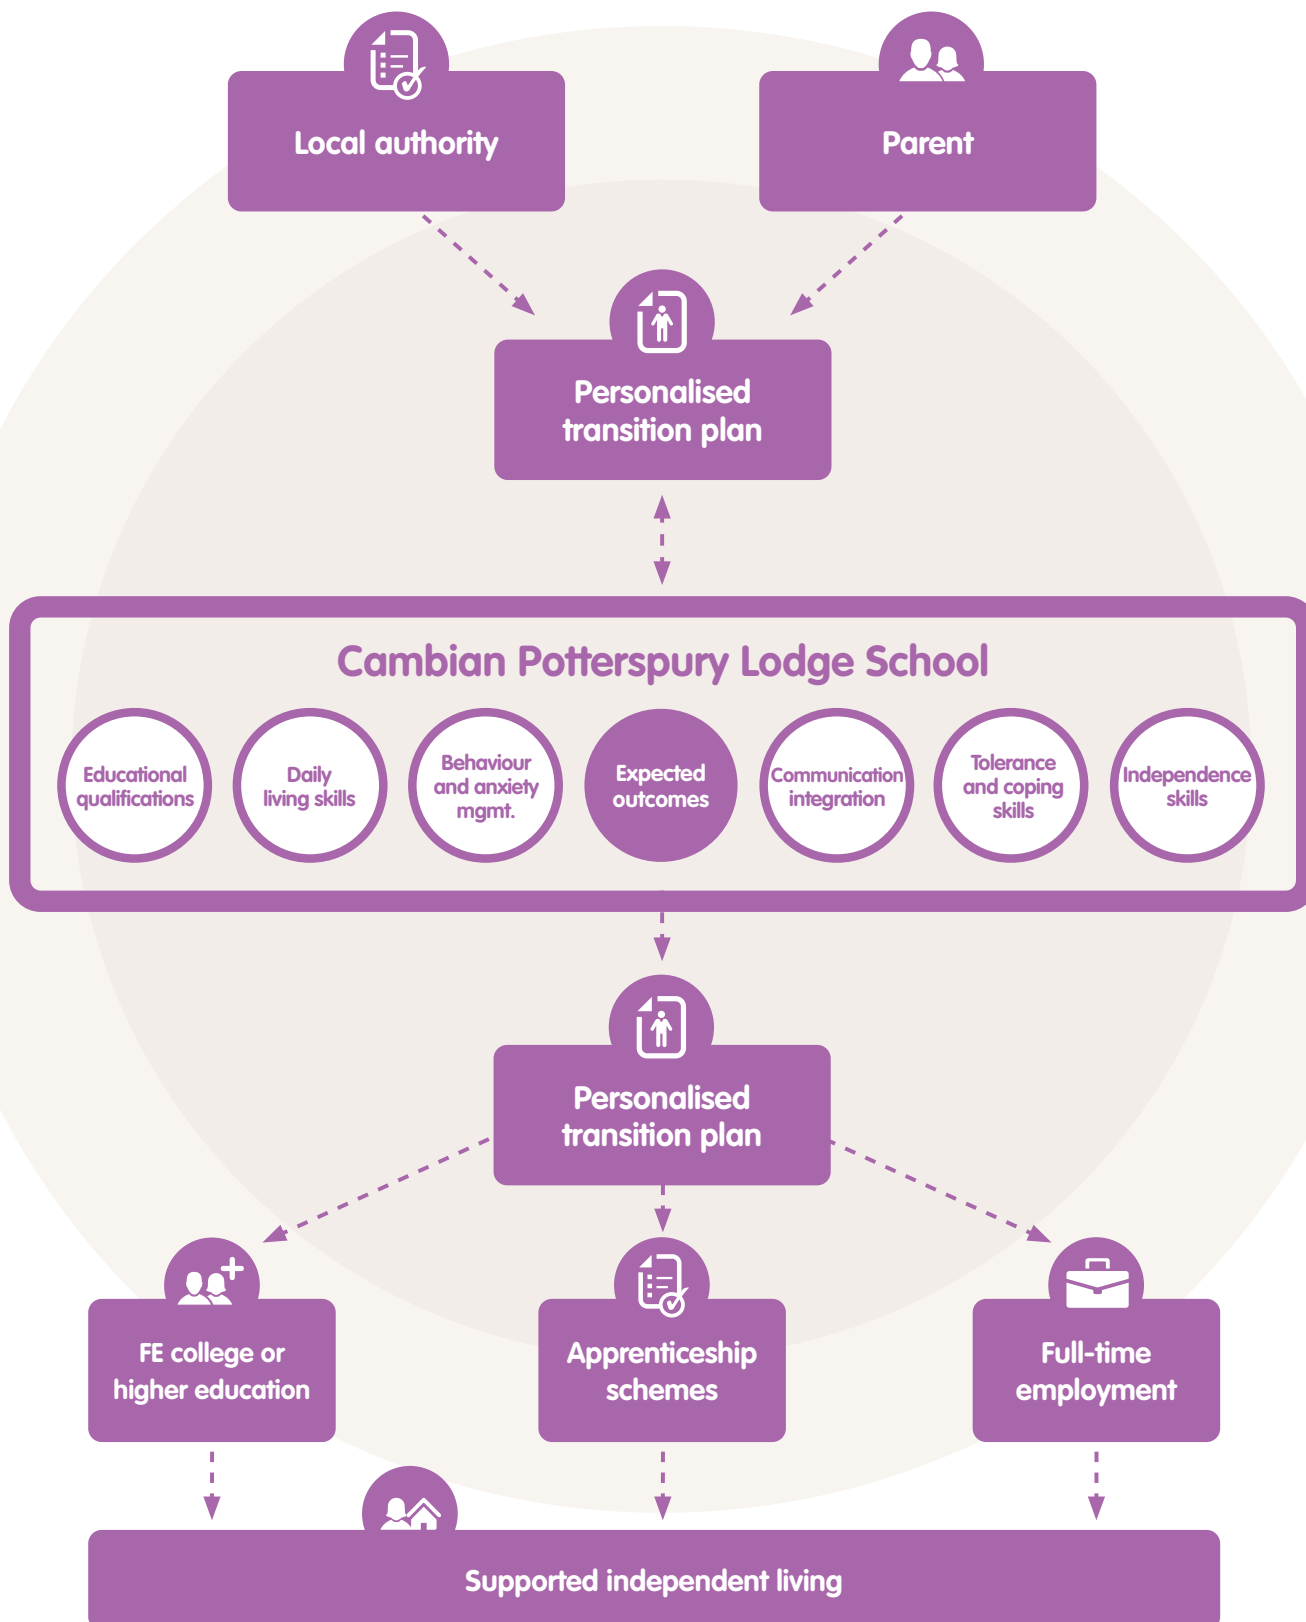 Local authority
Parent
Personalised
transition plan
Cambian Potterspury Lodge School
Educational
qualifications
Daily
living skills
Behaviour
and anxiety
mgmt.
Expected
outcomes
Communication
integration
Tolerance
and coping
skills
Independence
skills
Personalised
transition plan
FE college or
higher education
Apprenticeship
schemes
Full-time
employment
Supported independent living